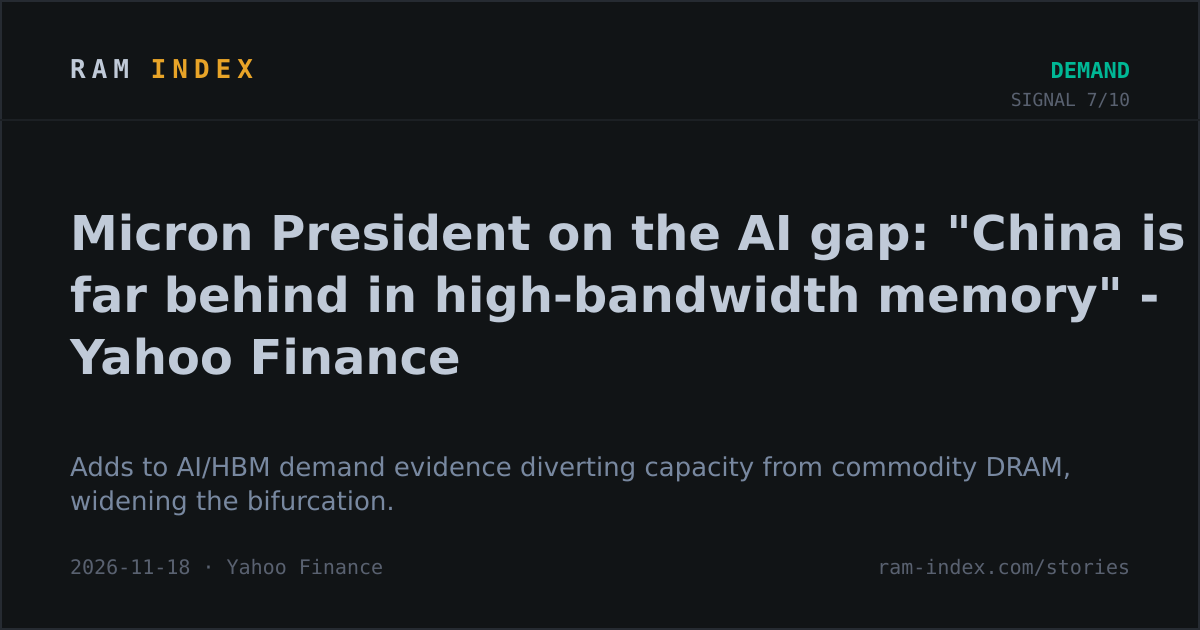 RAM INDEX
DEMAND
SIGNAL 7/10
Micron President on the AI gap: "China is
far behind in high-bandwidth memory" -
Yahoo Finance
Adds to AI/HBM demand evidence diverting capacity from commodity DRAM,
widening the bifurcation.
2026-11-18 · Yahoo Finance
ram-index.com/stories